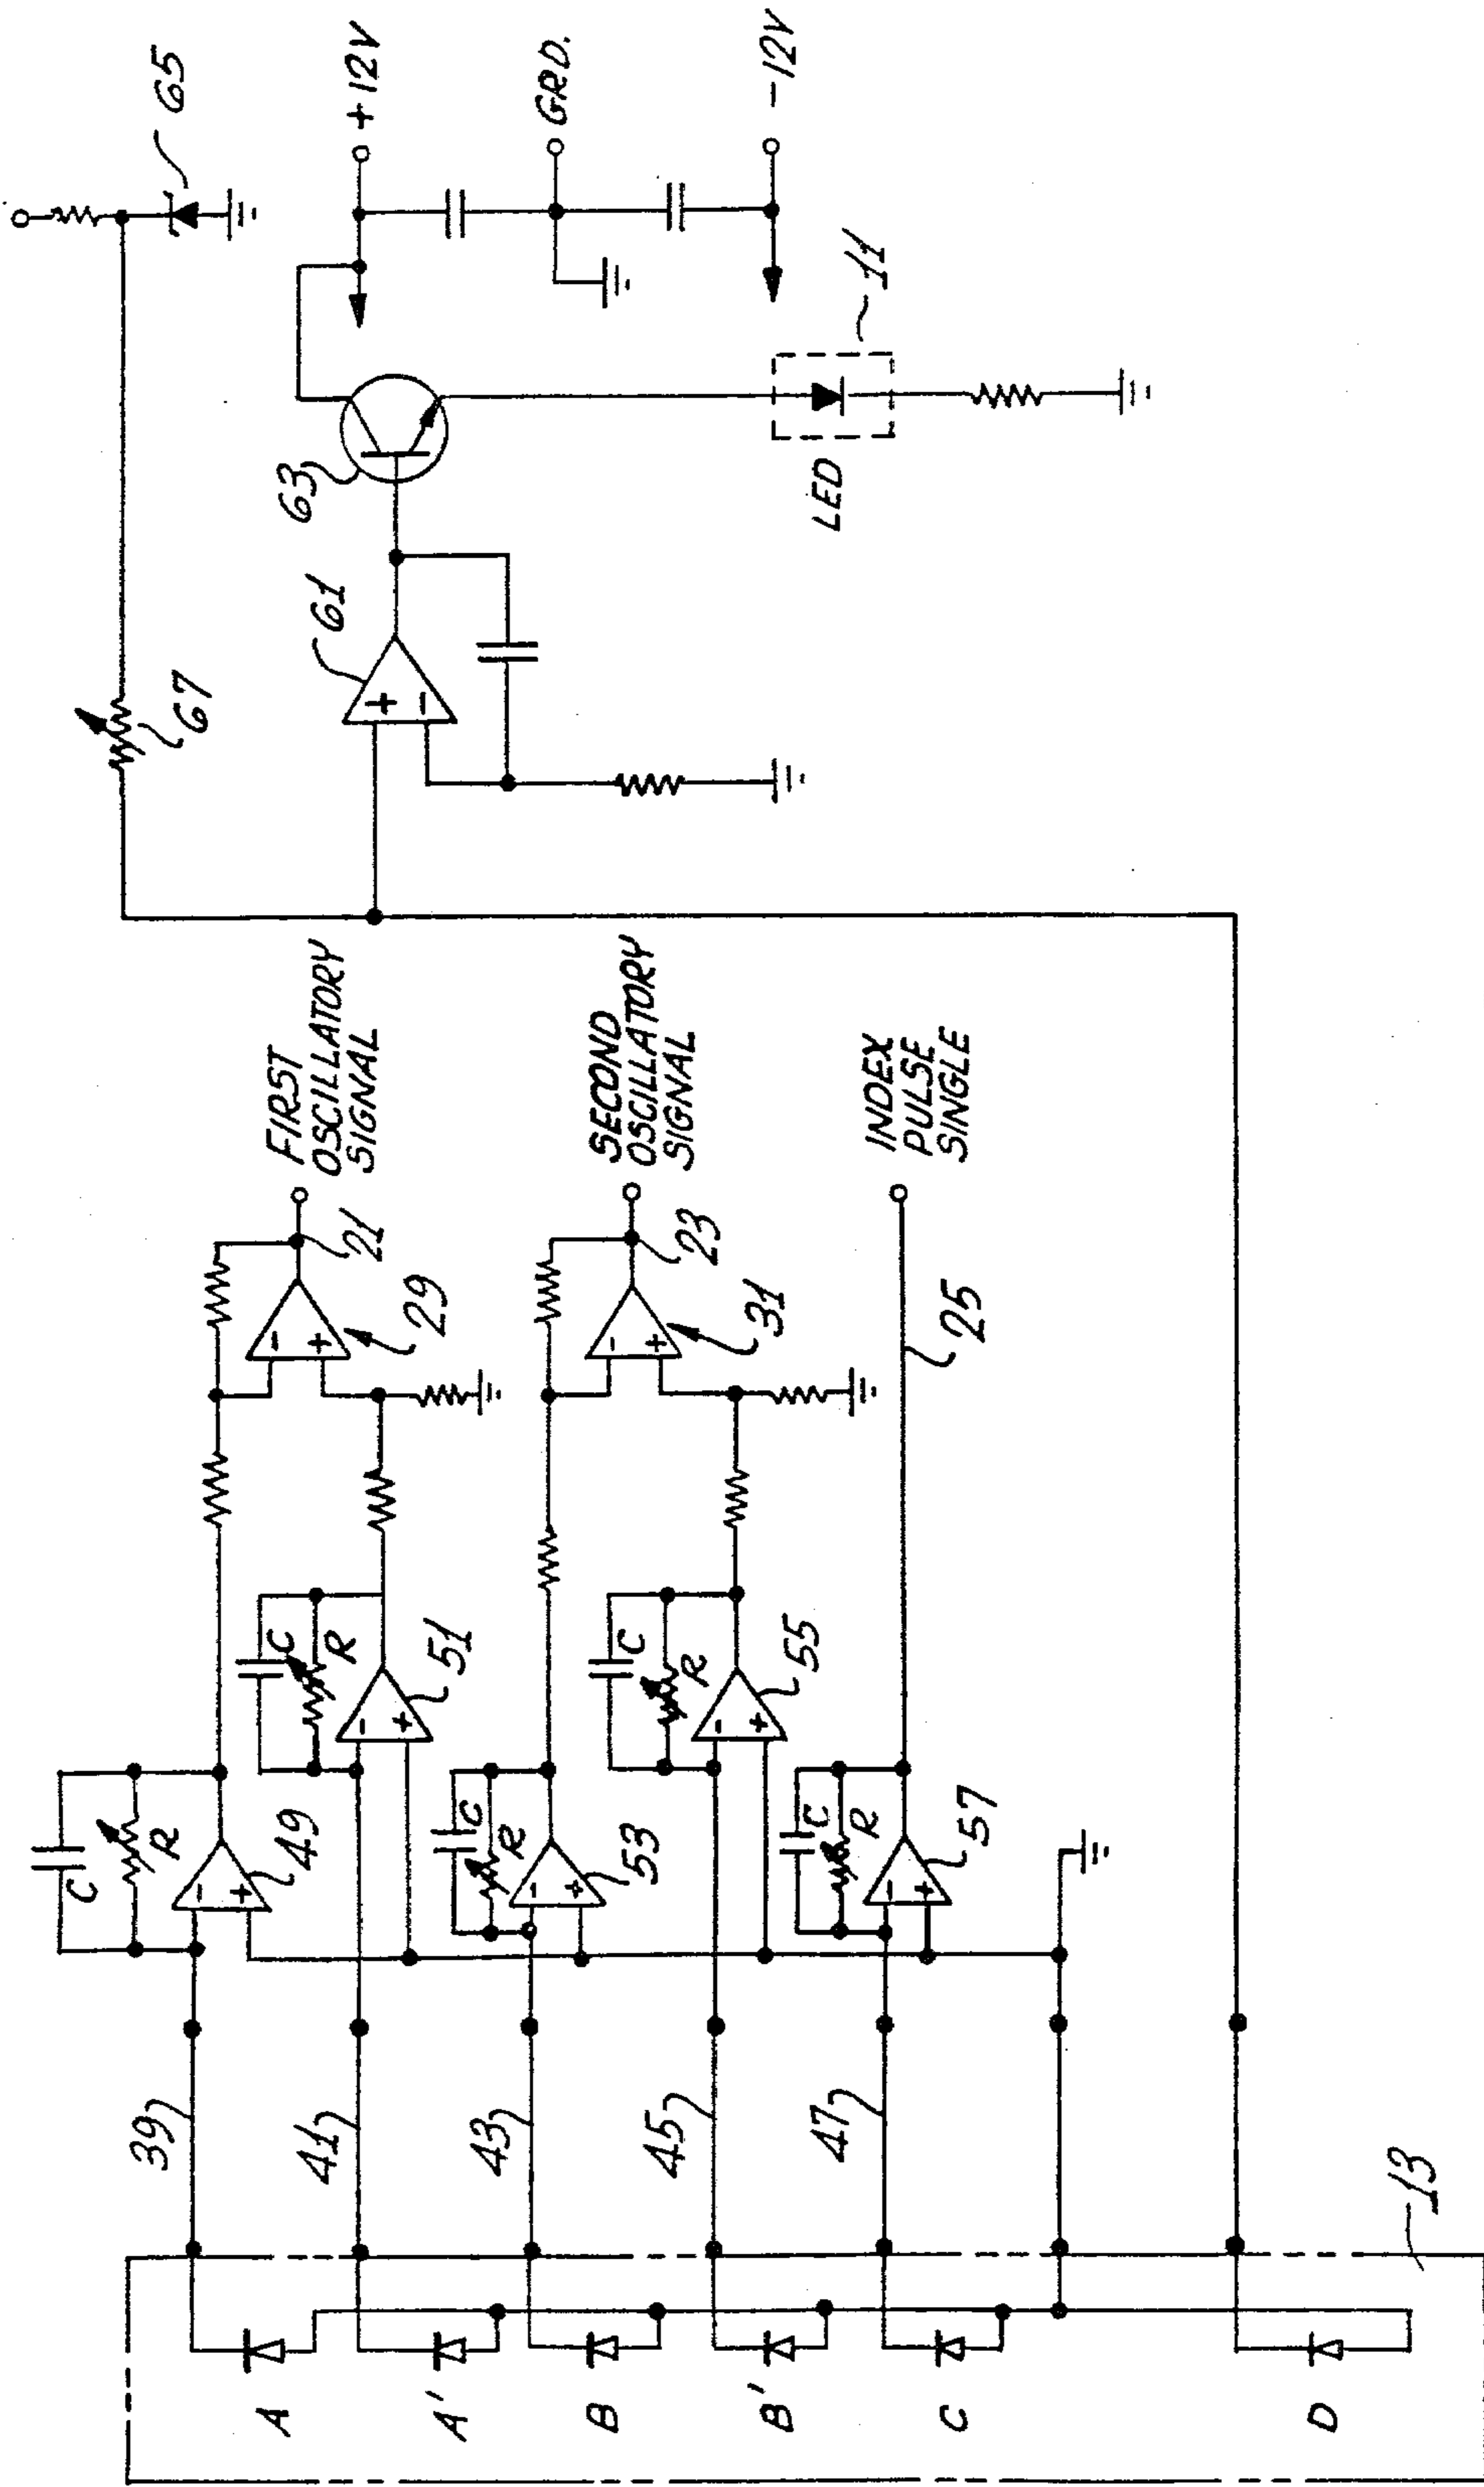 65
+12V
GRD.
-12V
63
11
LED
61
67
FIRST
OSCILLATORY
SIGNAL
21
29
SECOND
OSCILLATORY
SIGNAL
23
31
INDEX
PULSE
SINGLE
25
C
R
- +
49
C
R
- +
51
C
R
- +
53
C
R
- +
55
C
R
- +
57
+
-
-
+
-
+
39
41
43
45
47
13
A
A'
B
B'
C
D